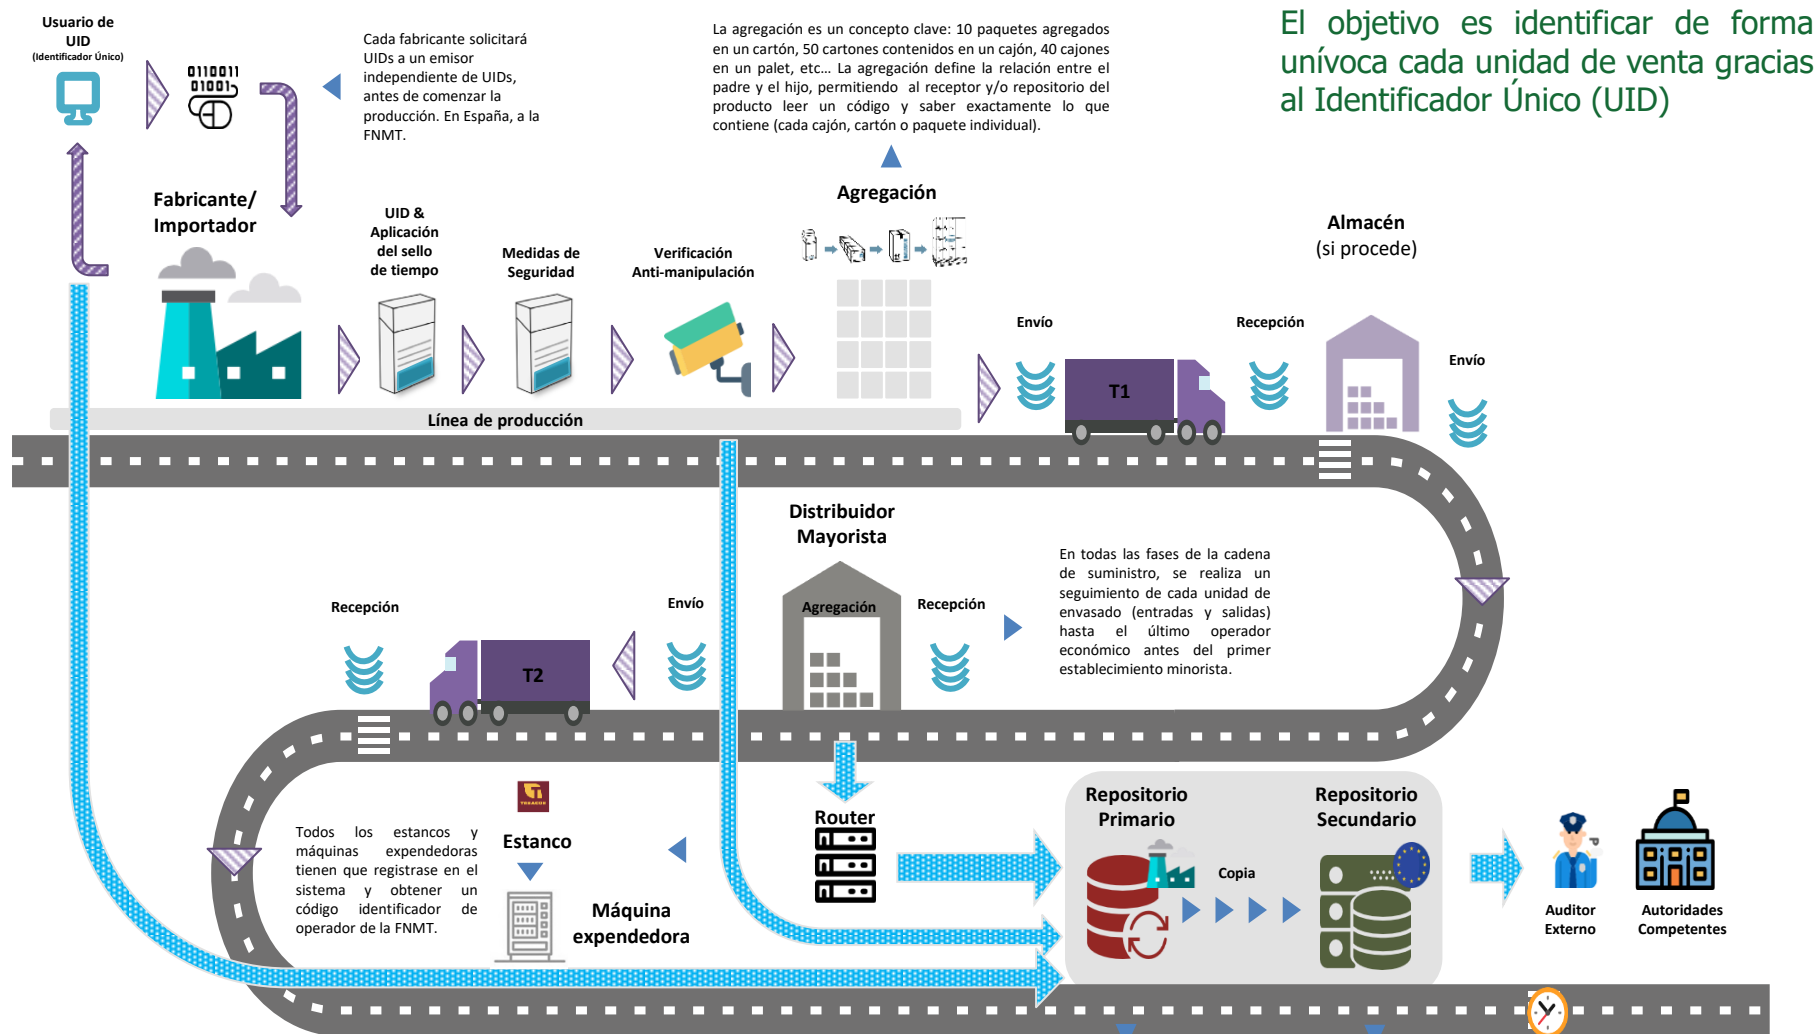 Usuario de
UID
(Identificador Único)
0110011
01001
Cada fabricante solicitará
UIDs a un emisor
independiente de UIDs,
antes de comenzar la
producción. En España, a la
FNMT.
La agregación es un concepto clave: 10 paquetes agregados
en un cartón, 50 cartones contenidos en un cajón, 40 cajones
en un palet, etc... La agregación define la relación entre el
padre y el hijo, permitiendo al receptor y/o repositorio del
producto leer un código y saber exactamente lo que
contiene (cada cajón, cartón o paquete individual).
El objetivo es identificar de forma
unívoca cada unidad de venta gracias
al Identificador Único (UID)
Fabricante/
Importador
UID &
Aplicación
del sello
de tiempo
Medidas de
Seguridad
Verificación
Anti-manipulación
Agregación
Almacén
(si procede)
Envío
T1
Recepción
Envío
Línea de producción
Distribuidor
Mayorista
Agregación
Recepción
En todas las fases de la cadena
de suministro, se realiza un
seguimiento de cada unidad de
envasado (entradas y salidas)
hasta el último operador
económico antes del primer
establecimiento minorista.
Envío
T2
Recepción
Todos los estancos y
máquinas expendedoras
tienen que registrase en el
sistema y obtener un
código identificador de
operador de la FNMT.
TABACOS
Estanco
Máquina
expendedora
Router
Repositorio
Primario
Copia
Repositorio
Secundario
Auditor
Externo
Autoridades
Competentes